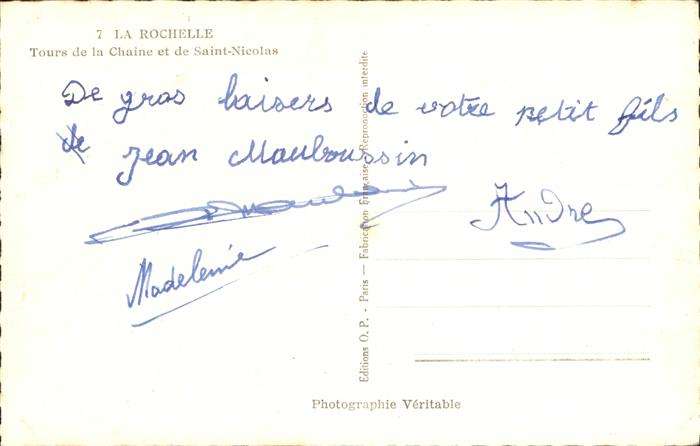 7 LA ROCHELLE
Tours de la Chaine et de Saint-Nicolas
De gros baisers de votre petit fils
de Jean Mauboussin
André
Madeleine
Editions O. P. - Paris — Fabrication Française - Reproduction interdite
Photographie Véritable